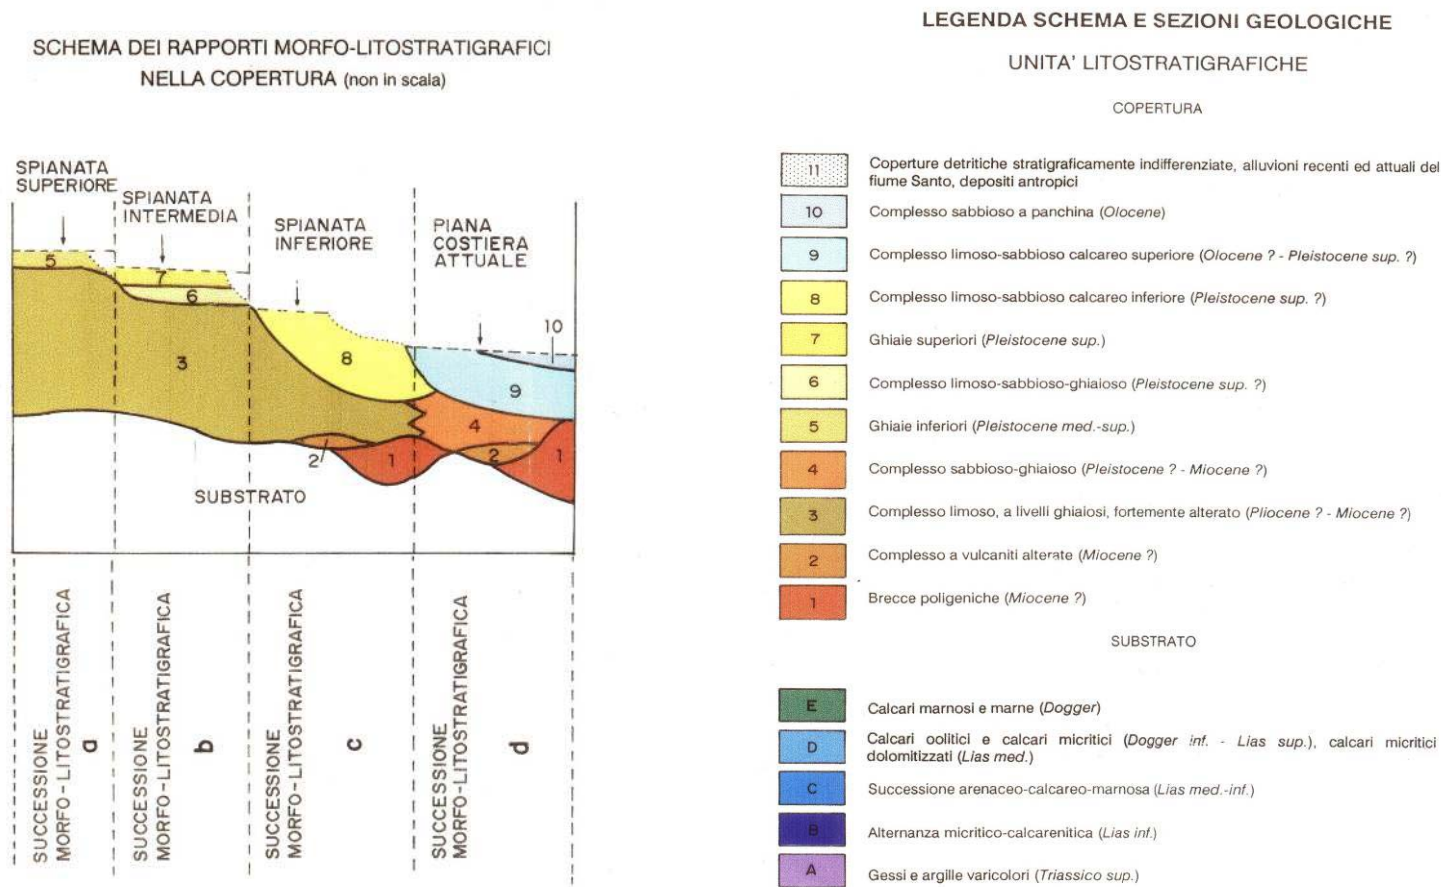 SCHEMA DEI RAPPORTI MORFO-LITOSTRATIGRAFICI
NELLA COPERTURA (non in scala)
SPIANATA
SUPERIORE
SPIANATA
INTERMEDIA
SPIANATA
INFERIORE
PIANA
COSTIERA
ATTUALE
5
7
6
10
3
8
9
4
2
1
2
1
SUBSTRATO
SUCCESSIONE
MORFO-LITOSTRATIGRAFICA
a
SUCCESSIONE
MORFO-LITOSTRATIGRAFICA
b
SUCCESSIONE
MORFO-LITOSTRATIGRAFICA
c
SUCCESSIONE
MORFO-LITOSTRATIGRAFICA
d
LEGENDA SCHEMA E SEZIONI GEOLOGICHE
UNITA' LITOSTRATIGRAFICHE
COPERTURA
11 Coperture detritiche stratigraficamente indifferenziate, alluvioni recenti ed attuali del
fiume Santo, depositi antropici
10 Complesso sabbioso a panchina (Olocene)
9 Complesso limoso-sabbioso calcareo superiore (Olocene ? - Pleistocene sup. ?)
8 Complesso limoso-sabbioso calcareo inferiore (Pleistocene sup. ?)
7 Ghiaie superiori (Pleistocene sup.)
6 Complesso limoso-sabbioso-ghiaioso (Pleistocene sup. ?)
5 Ghiaie inferiori (Pleistocene med.-sup.)
4 Complesso sabbioso-ghiaioso (Pleistocene ? - Miocene ?)
3 Complesso limoso, a livelli ghiaiosi, fortemente alterato (Pliocene ? - Miocene ?)
2 Complesso a vulcaniti alterate (Miocene ?)
1 Brecce poligeniche (Miocene ?)
SUBSTRATO
E Calcari marnosi e marne (Dogger)
D Calcari oolitici e calcari micritici (Dogger inf. - Lias sup.), calcari micritici
dolomitizzati (Lias med.)
C Successione arenaceo-calcareo-marnosa (Lias med.-inf.)
B Alternanza micritico-calcarenitica (Lias inf.)
A Gessi e argille varicolori (Triassico sup.)